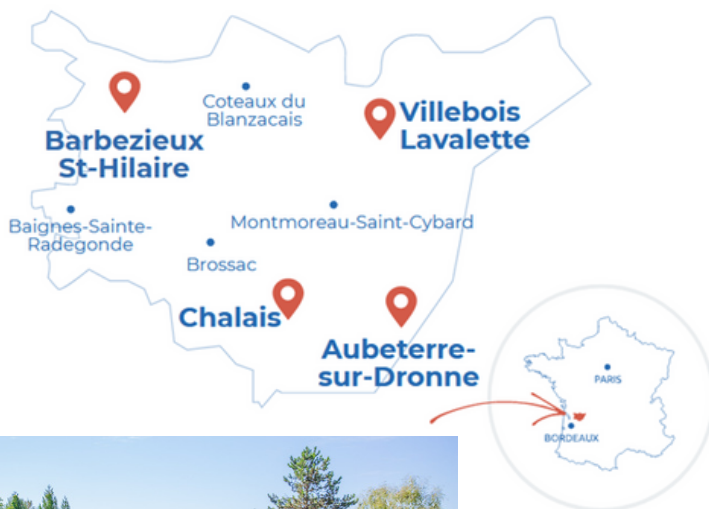 Coteaux du
Blanzacais
Villebois
Lavalette
Barbezieux
St-Hilaire
Baignes-Sainte-
Radegonde
Montmoreau-Saint-Cybard
Brossac
Chalais
Aubeterre-
sur-Dronne
PARIS
BORDEAUX